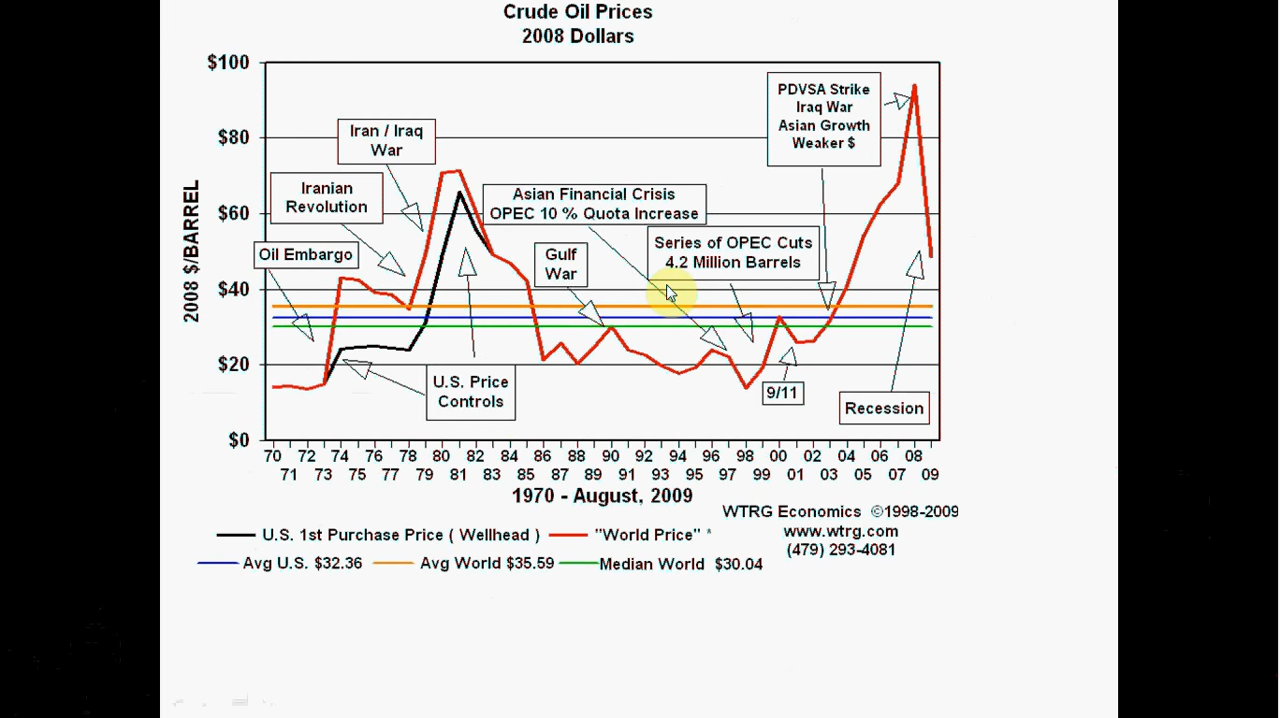 Crude Oil Prices
2008 Dollars
$100
$80
$60
$40
$20
$0
2008 $/BARREL
PDVSA Strike
Iraq War
Asian Growth
Weaker $
Iran / Iraq
War
Iranian
Revolution
Asian Financial Crisis
OPEC 10 % Quota Increase
Oil Embargo
Gulf
War
Series of OPEC Cuts
4.2 Million Barrels
U.S. Price
Controls
9/11
Recession
70 72 74 76 78 80 82 84 86 88 90 92 94 96 98 00 02 04 06 08
71 73 75 77 79 81 83 85 87 89 91 93 95 97 99 01 03 05 07 09
1970 - August, 2009
WTRG Economics ©1998-2009
www.wtrg.com
(479) 293-4081
U.S. 1st Purchase Price ( Wellhead )
"World Price" *
Avg U.S. $32.36
Avg World $35.59
Median World $30.04